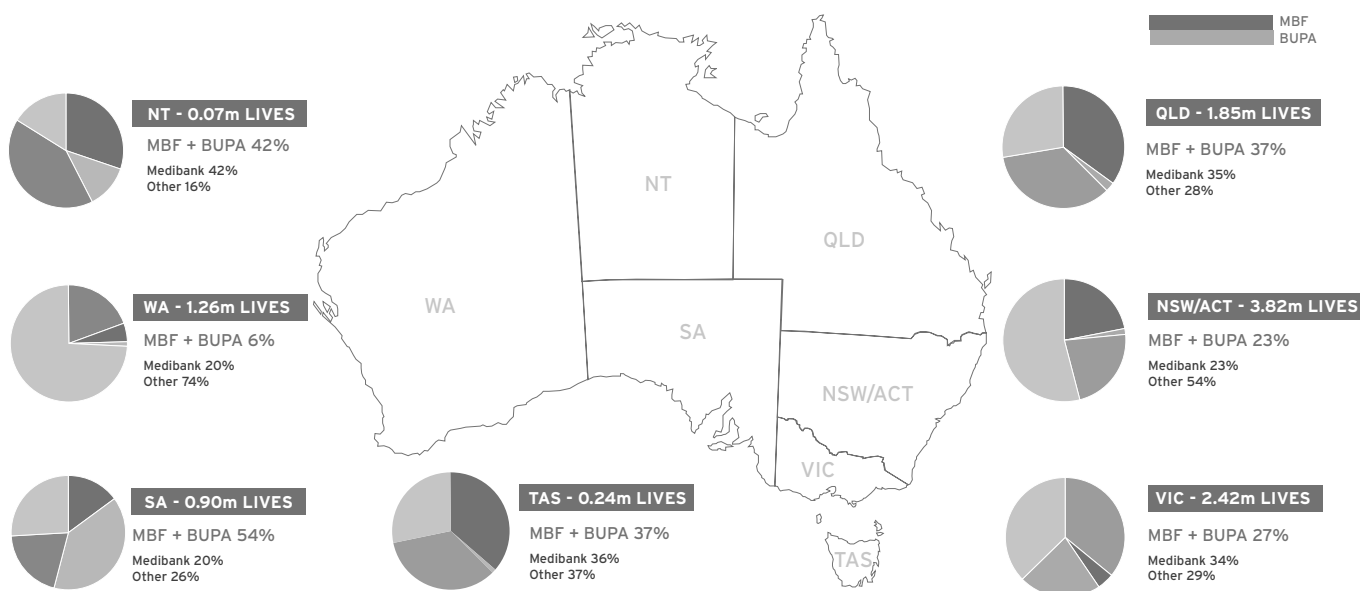 MBF
BUPA
NT - 0.07m LIVES
MBF + BUPA 42%
Medibank 42%
Other 16%
QLD - 1.85m LIVES
MBF + BUPA 37%
Medibank 35%
Other 28%
NT
QLD
WA
SA
NSW/ACT
VIC
TAS
WA - 1.26m LIVES
MBF + BUPA 6%
Medibank 20%
Other 74%
NSW/ACT - 3.82m LIVES
MBF + BUPA 23%
Medibank 23%
Other 54%
SA - 0.90m LIVES
MBF + BUPA 54%
Medibank 20%
Other 26%
TAS - 0.24m LIVES
MBF + BUPA 37%
Medibank 36%
Other 37%
VIC - 2.42m LIVES
MBF + BUPA 27%
Medibank 34%
Other 29%